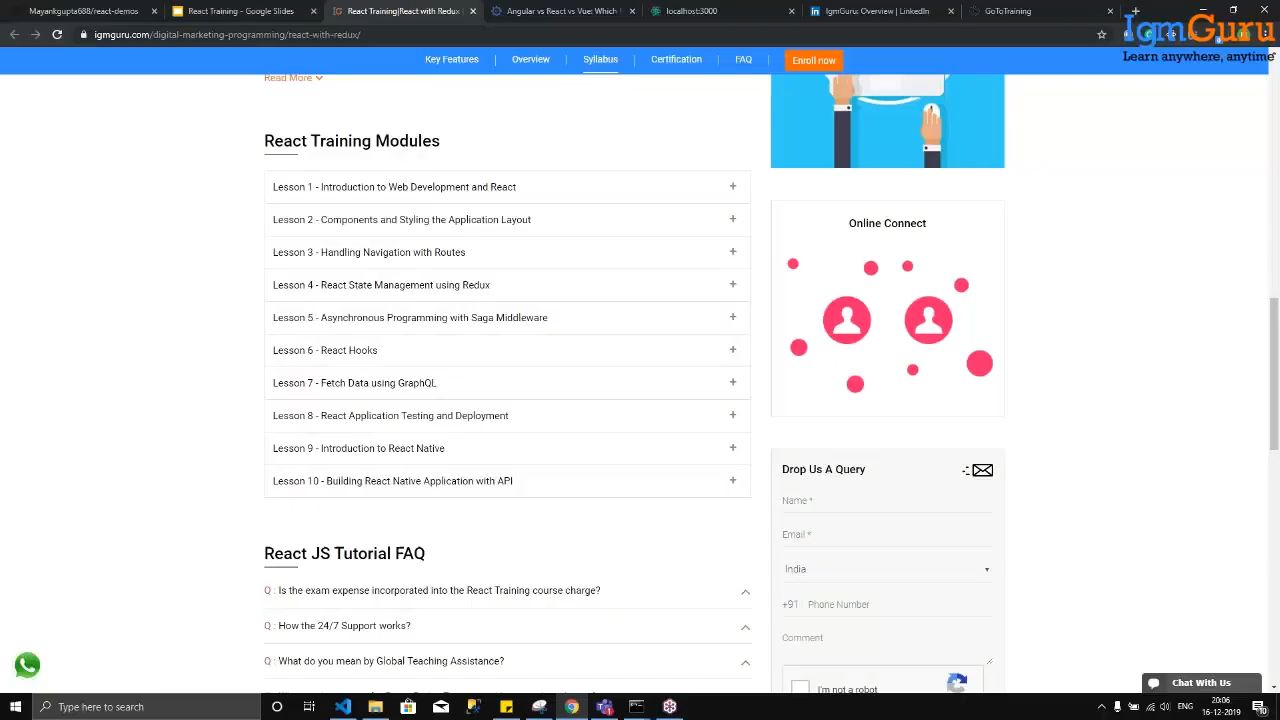 Mayankgupta688/react-demos
React Training - Google Slides
React Training|with Redux
Angular vs React vs Vue: Which
localhost:3000
IgmGuru Overview | LinkedIn
GoToTraining
igmguru.com/digital-marketing-programming/react-with-redux/
IgmGuru
Learn anywhere, anytime
Key Features
Overview
Syllabus
Certification
FAQ
Enroll now
Read More
React Training Modules
Lesson 1 - Introduction to Web Development and React
Lesson 2 - Components and Styling the Application Layout
Lesson 3 - Handling Navigation with Routes
Lesson 4 - React State Management using Redux
Lesson 5 - Asynchronous Programming with Saga Middleware
Lesson 6 - React Hooks
Lesson 7 - Fetch Data using GraphQL
Lesson 8 - React Application Testing and Deployment
Lesson 9 - Introduction to React Native
Lesson 10 - Building React Native Application with API
Online Connect
Drop Us A Query
Name *
Email *
India
+91 Phone Number
Comment
I'm not a robot
React JS Tutorial FAQ
Q : Is the exam expense incorporated into the React Training course charge?
Q : How the 24/7 Support works?
Q : What do you mean by Global Teaching Assistance?
Chat With Us
Type here to search
ENG
20:06
16-12-2019